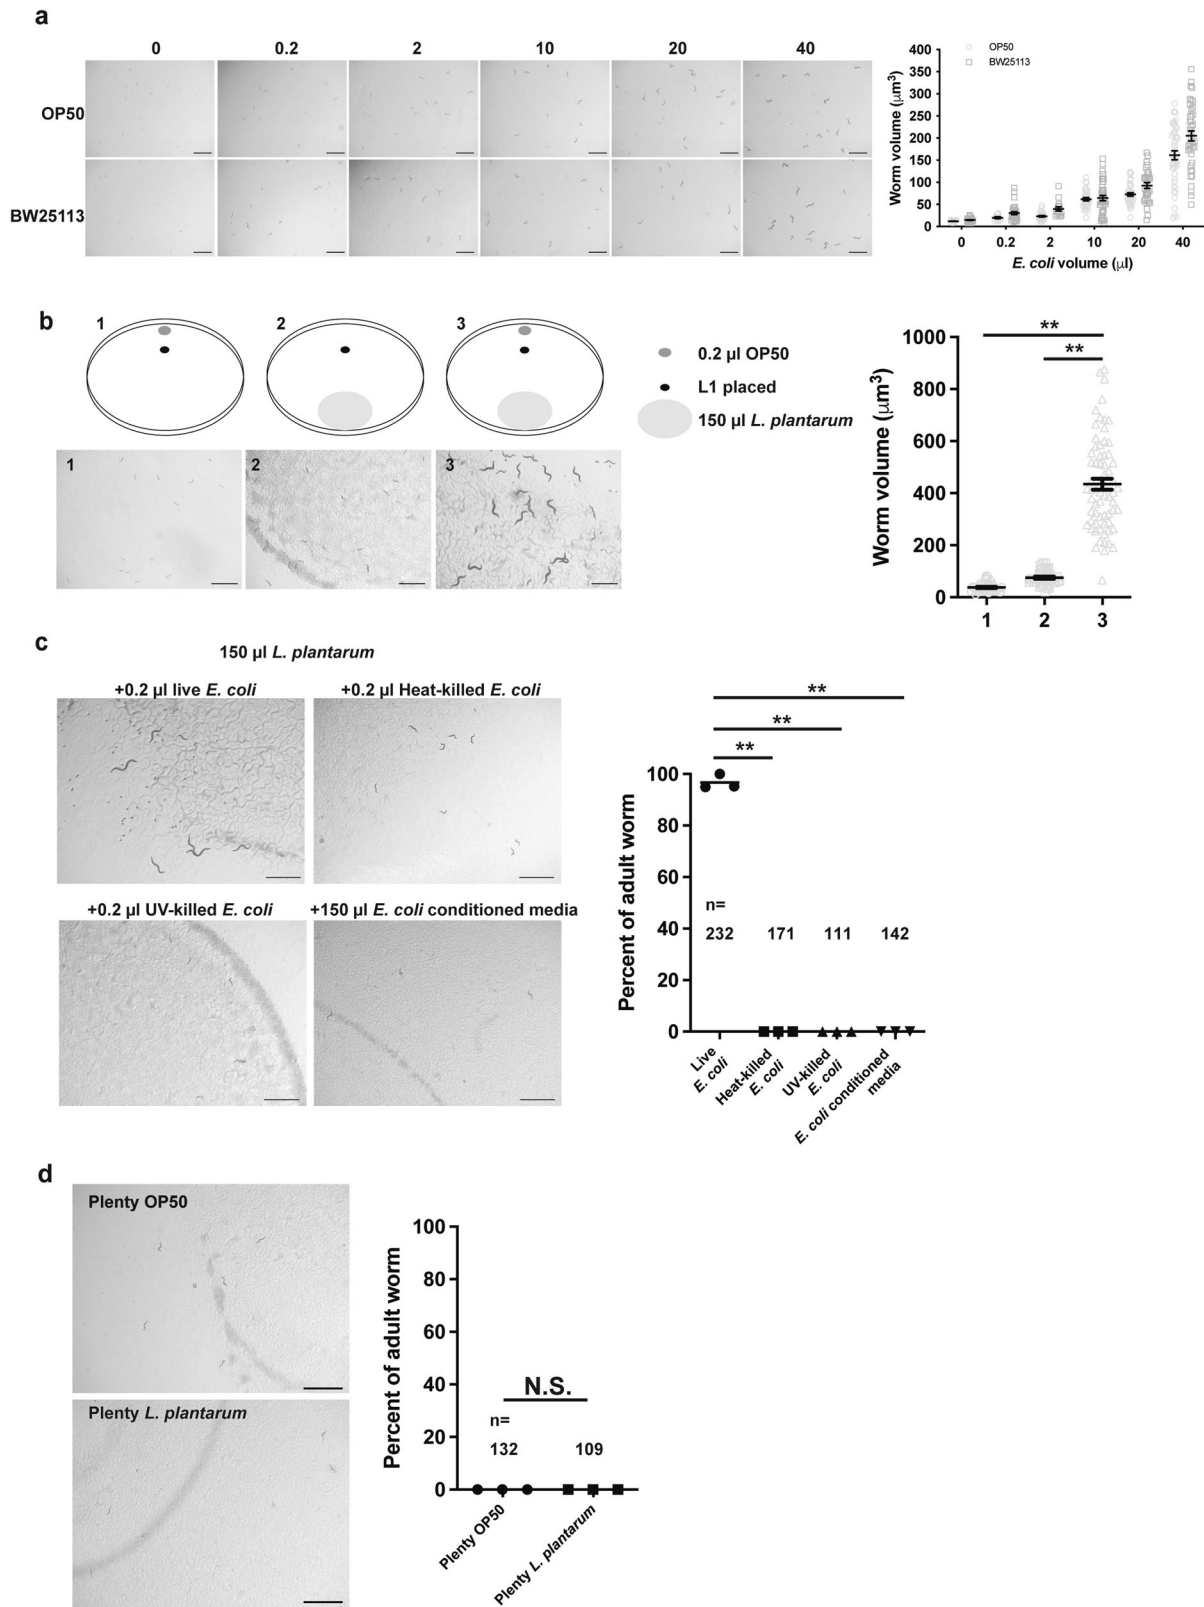 a
0 0.2 2 10 20 40
OP50
BW25113
Worm volume (μm³)
400
350
300
250
200
150
100
50
0
OP50
BW25113
0 0.2 2 10 20 40
E. coli volume (μl)
b
1 2 3
0.2 μl OP50
L1 placed
150 μl L. plantarum
1 2 3
Worm volume (μm³)
1000
800
600
400
200
0
**
**
1 2 3
c
150 μl L. plantarum
+0.2 μl live E. coli
+0.2 μl Heat-killed E. coli
+0.2 μl UV-killed E. coli
+150 μl E. coli conditioned media
Percent of adult worm
100
80
60
40
20
0
**
**
**
n=
232 171 111 142
Live
E. coli
Heat-killed
E. coli
UV-killed
E. coli
E. coli conditioned
media
d
Plenty OP50
Plenty L. plantarum
Percent of adult worm
100
80
60
40
20
0
N.S.
n=
132 109
Plenty OP50
Plenty L. plantarum